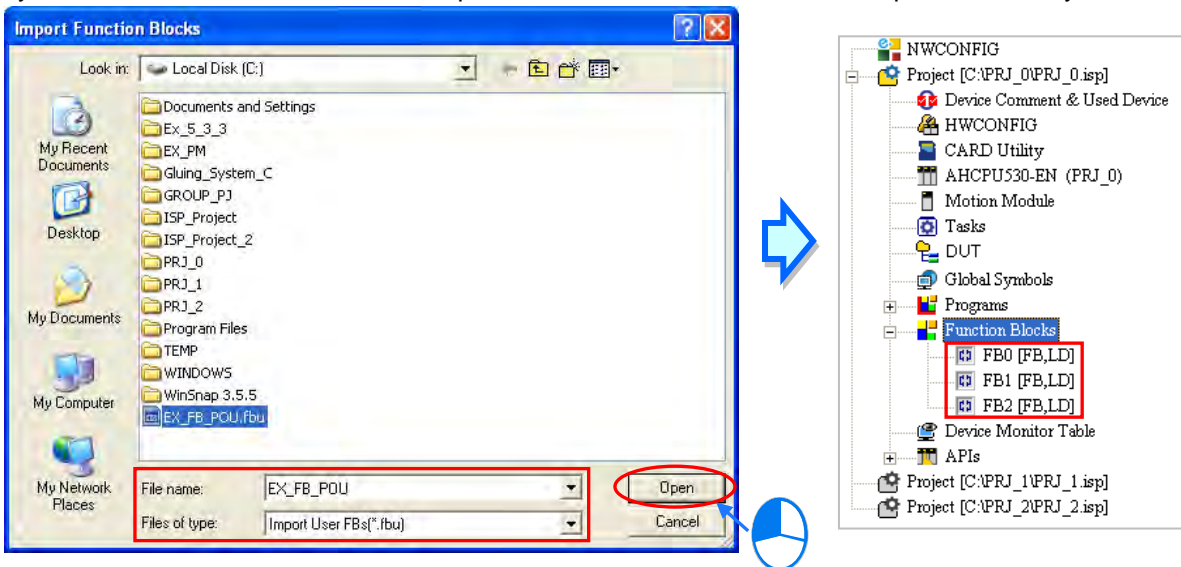 Import Function Blocks
Look in: Local Disk (C:)
My Recent
Documents
Desktop
My Documents
My Computer
My Network
Places
Documents and Settings
Ex_5_3_3
EX_PM
Gluing_System_C
GROUP_PJ
ISP_Project
ISP_Project_2
PRJ_0
PRJ_1
PRJ_2
Program Files
TEMP
WINDOWS
WinSnap 3.5.5
EX_FB_POU.fbu
File name: EX_FB_POU Open
Files of type: Import User FBs(*.fbu) Cancel
NWCONFIG
Project [C:\PRJ_0\PRJ_0.isp]
Device Comment & Used Device
HWCONFIG
CARD Utility
AHCPU530-EN (PRJ_0)
Motion Module
Tasks
DUT
Global Symbols
Programs
Function Blocks
FB0 [FB,LD]
FB1 [FB,LD]
FB2 [FB,LD]
Device Monitor Table
APIs
Project [C:\PRJ_1\PRJ_1.isp]
Project [C:\PRJ_2\PRJ_2.isp]